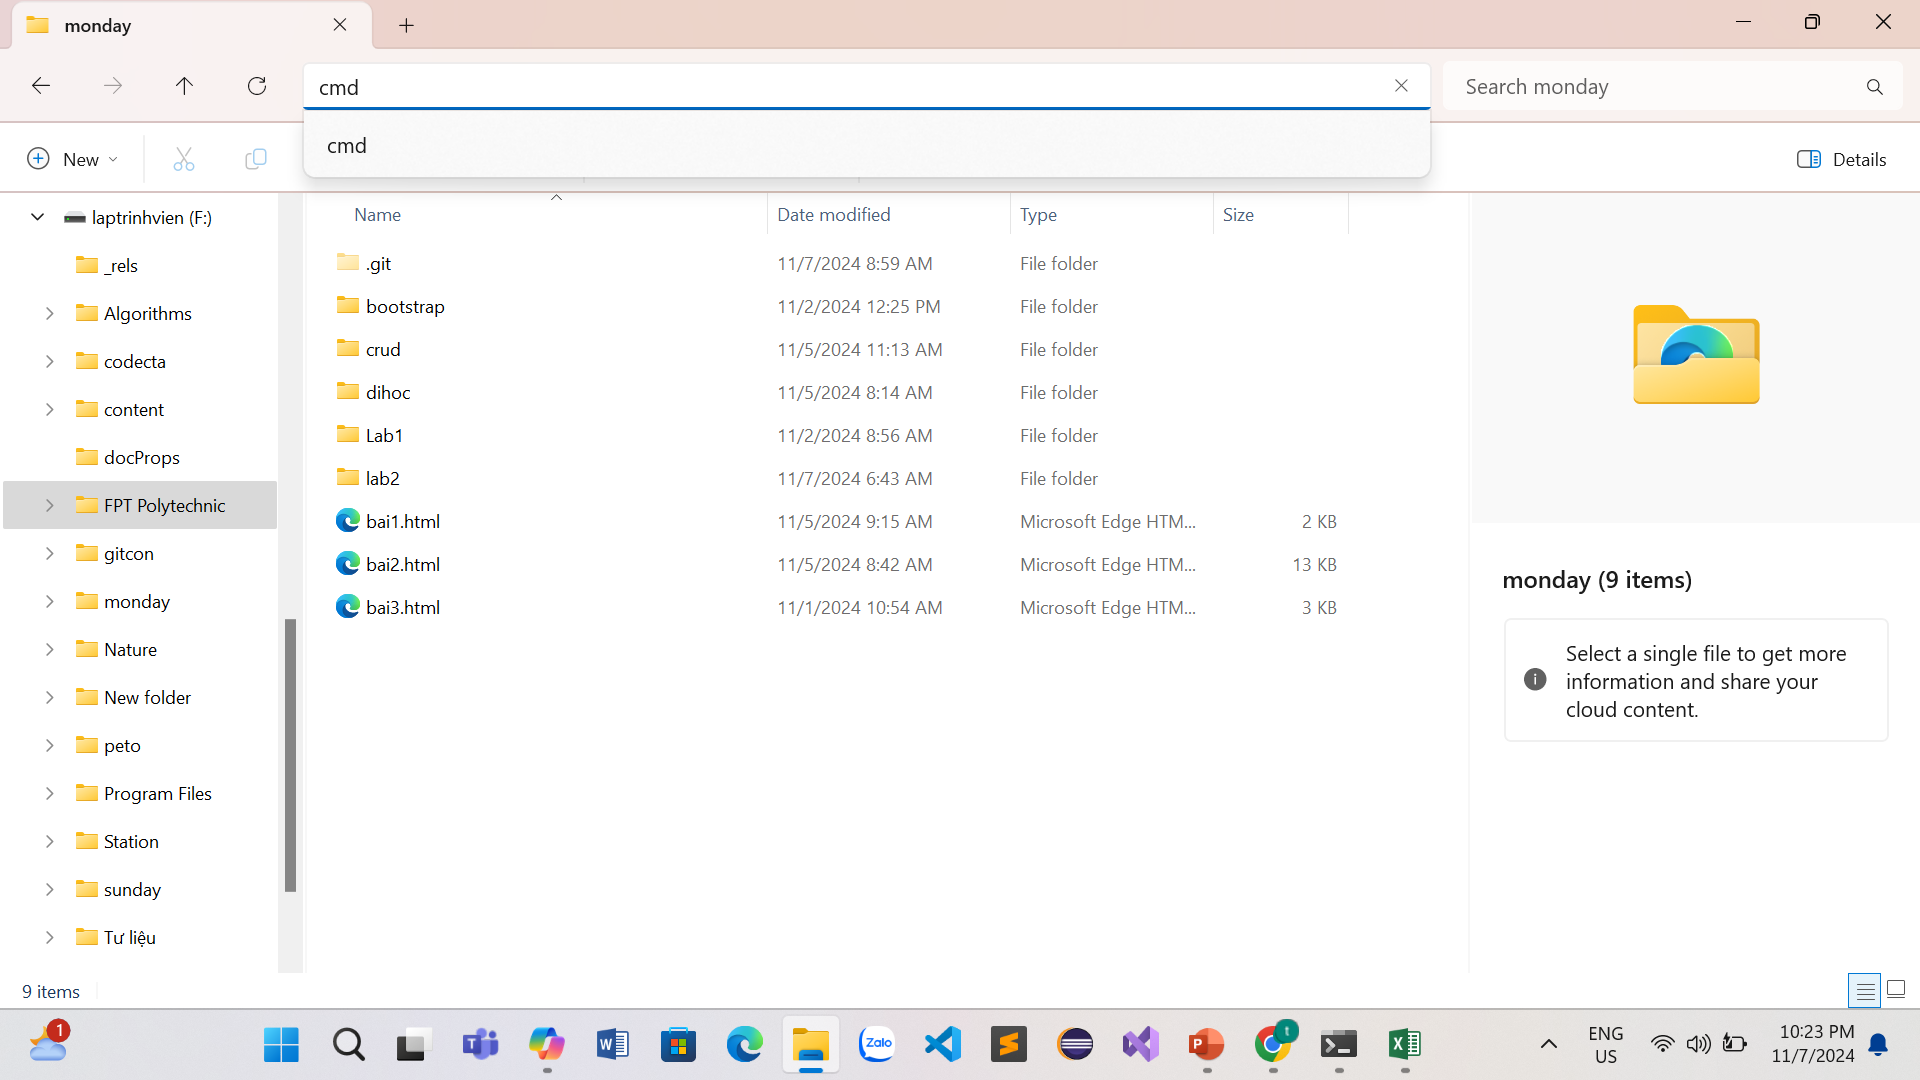 monday
cmd
Search monday
cmd
New
Details
laptrinhvien (F:)
_rels
Algorithms
codecta
content
docProps
FPT Polytechnic
gitcon
monday
Nature
New folder
peto
Program Files
Station
sunday
Tư liệu
Name Date modified Type Size
.git 11/7/2024 8:59 AM File folder
bootstrap 11/2/2024 12:25 PM File folder
crud 11/5/2024 11:13 AM File folder
dihoc 11/5/2024 8:14 AM File folder
Lab1 11/2/2024 8:56 AM File folder
lab2 11/7/2024 6:43 AM File folder
bai1.html 11/5/2024 9:15 AM Microsoft Edge HTM... 2 KB
bai2.html 11/5/2024 8:42 AM Microsoft Edge HTM... 13 KB
bai3.html 11/1/2024 10:54 AM Microsoft Edge HTM... 3 KB
monday (9 items)
Select a single file to get more
information and share your
cloud content.
9 items
1
T
W
Zalo
P
t
X
ENG
US
10:23 PM
11/7/2024